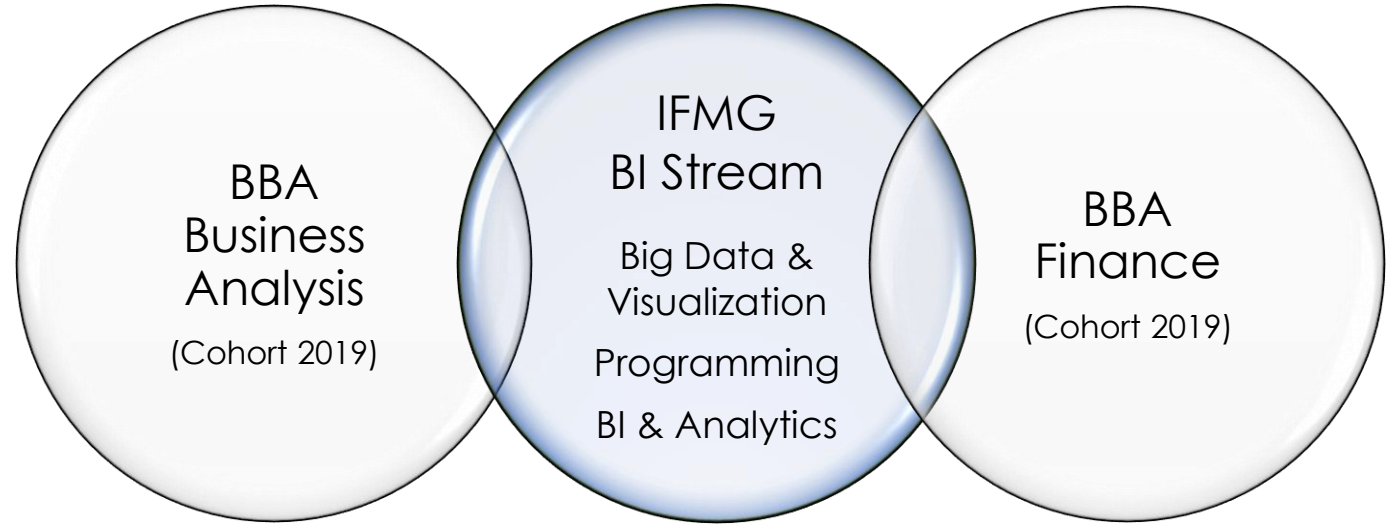 BBA
Business
Analysis
(Cohort 2019)
IFMG
BI Stream
Big Data &
Visualization
Programming
BI & Analytics
BBA
Finance
(Cohort 2019)